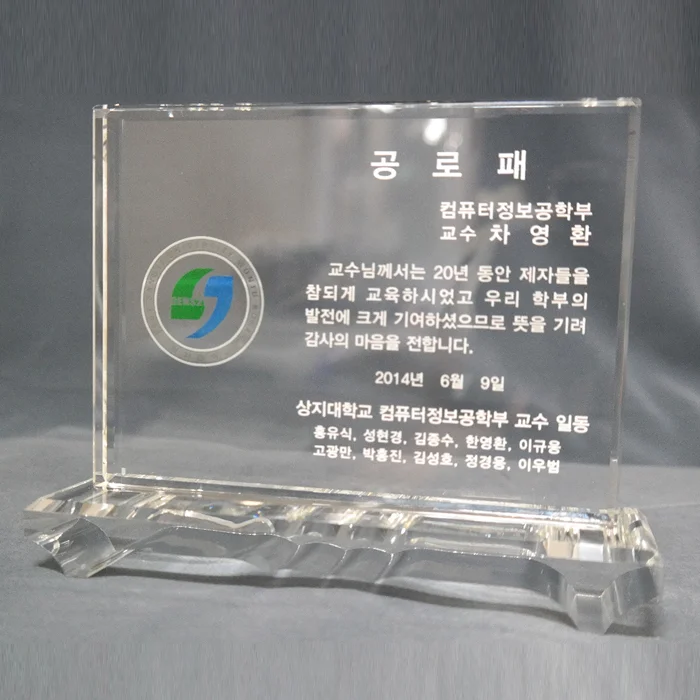 공 로 패
컴퓨터정보공학부
교수 차 영 환
교수님께서는 20년 동안 제자들을
참되게 교육하시었고 우리 학부의
발전에 크게 기여하셨으므로 뜻을 기려
감사의 마음을 전합니다.
2014년 6월 9일
상지대학교 컴퓨터정보공학부 교수 일동
홍유식, 성현경, 김종수, 한영환, 이규웅
고광만, 박흥진, 김성호, 정경용, 이우범